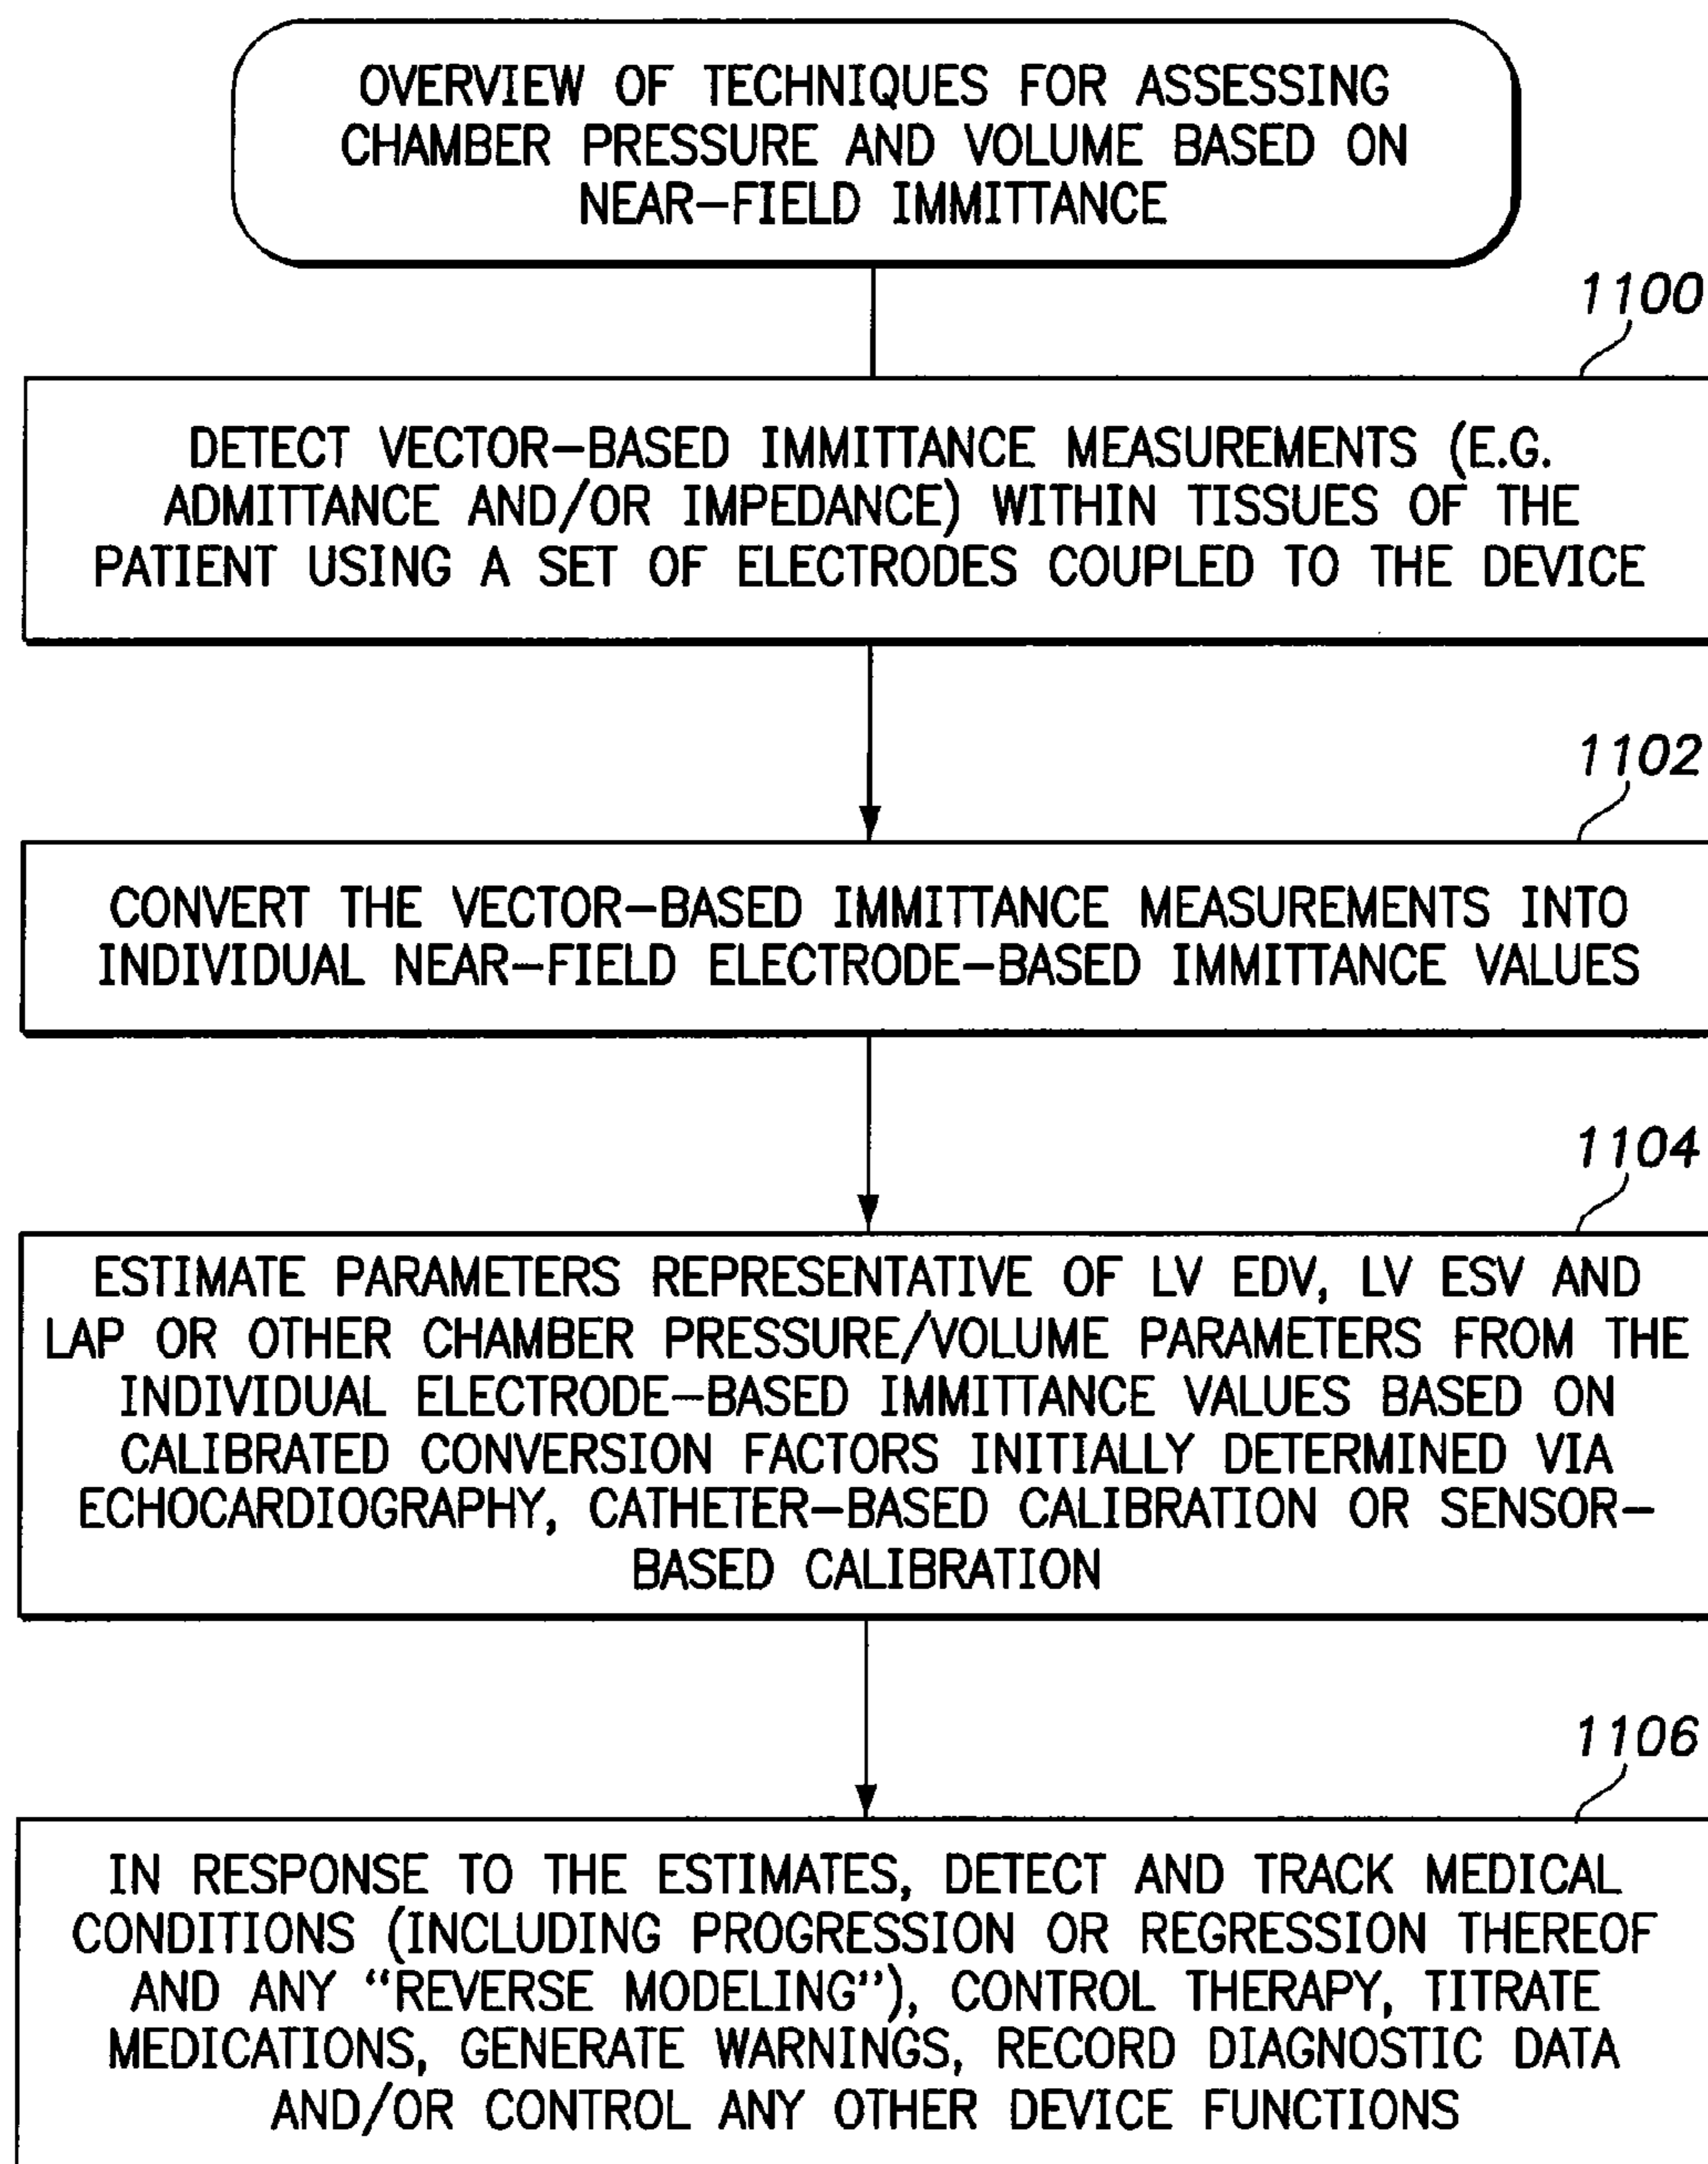 OVERVIEW OF TECHNIQUES FOR ASSESSING
CHAMBER PRESSURE AND VOLUME BASED ON
NEAR-FIELD IMMITTANCE
1100
DETECT VECTOR-BASED IMMITTANCE MEASUREMENTS (E.G.
ADMITTANCE AND/OR IMPEDANCE) WITHIN TISSUES OF THE
PATIENT USING A SET OF ELECTRODES COUPLED TO THE DEVICE
1102
CONVERT THE VECTOR-BASED IMMITTANCE MEASUREMENTS INTO
INDIVIDUAL NEAR-FIELD ELECTRODE-BASED IMMITTANCE VALUES
1104
ESTIMATE PARAMETERS REPRESENTATIVE OF LV EDV, LV ESV AND
LAP OR OTHER CHAMBER PRESSURE/VOLUME PARAMETERS FROM THE
INDIVIDUAL ELECTRODE-BASED IMMITTANCE VALUES BASED ON
CALIBRATED CONVERSION FACTORS INITIALLY DETERMINED VIA
ECHOCARDIOGRAPHY, CATHETER-BASED CALIBRATION OR SENSOR-
BASED CALIBRATION
1106
IN RESPONSE TO THE ESTIMATES, DETECT AND TRACK MEDICAL
CONDITIONS (INCLUDING PROGRESSION OR REGRESSION THEREOF
AND ANY “REVERSE MODELING”), CONTROL THERAPY, TITRATE
MEDICATIONS, GENERATE WARNINGS, RECORD DIAGNOSTIC DATA
AND/OR CONTROL ANY OTHER DEVICE FUNCTIONS